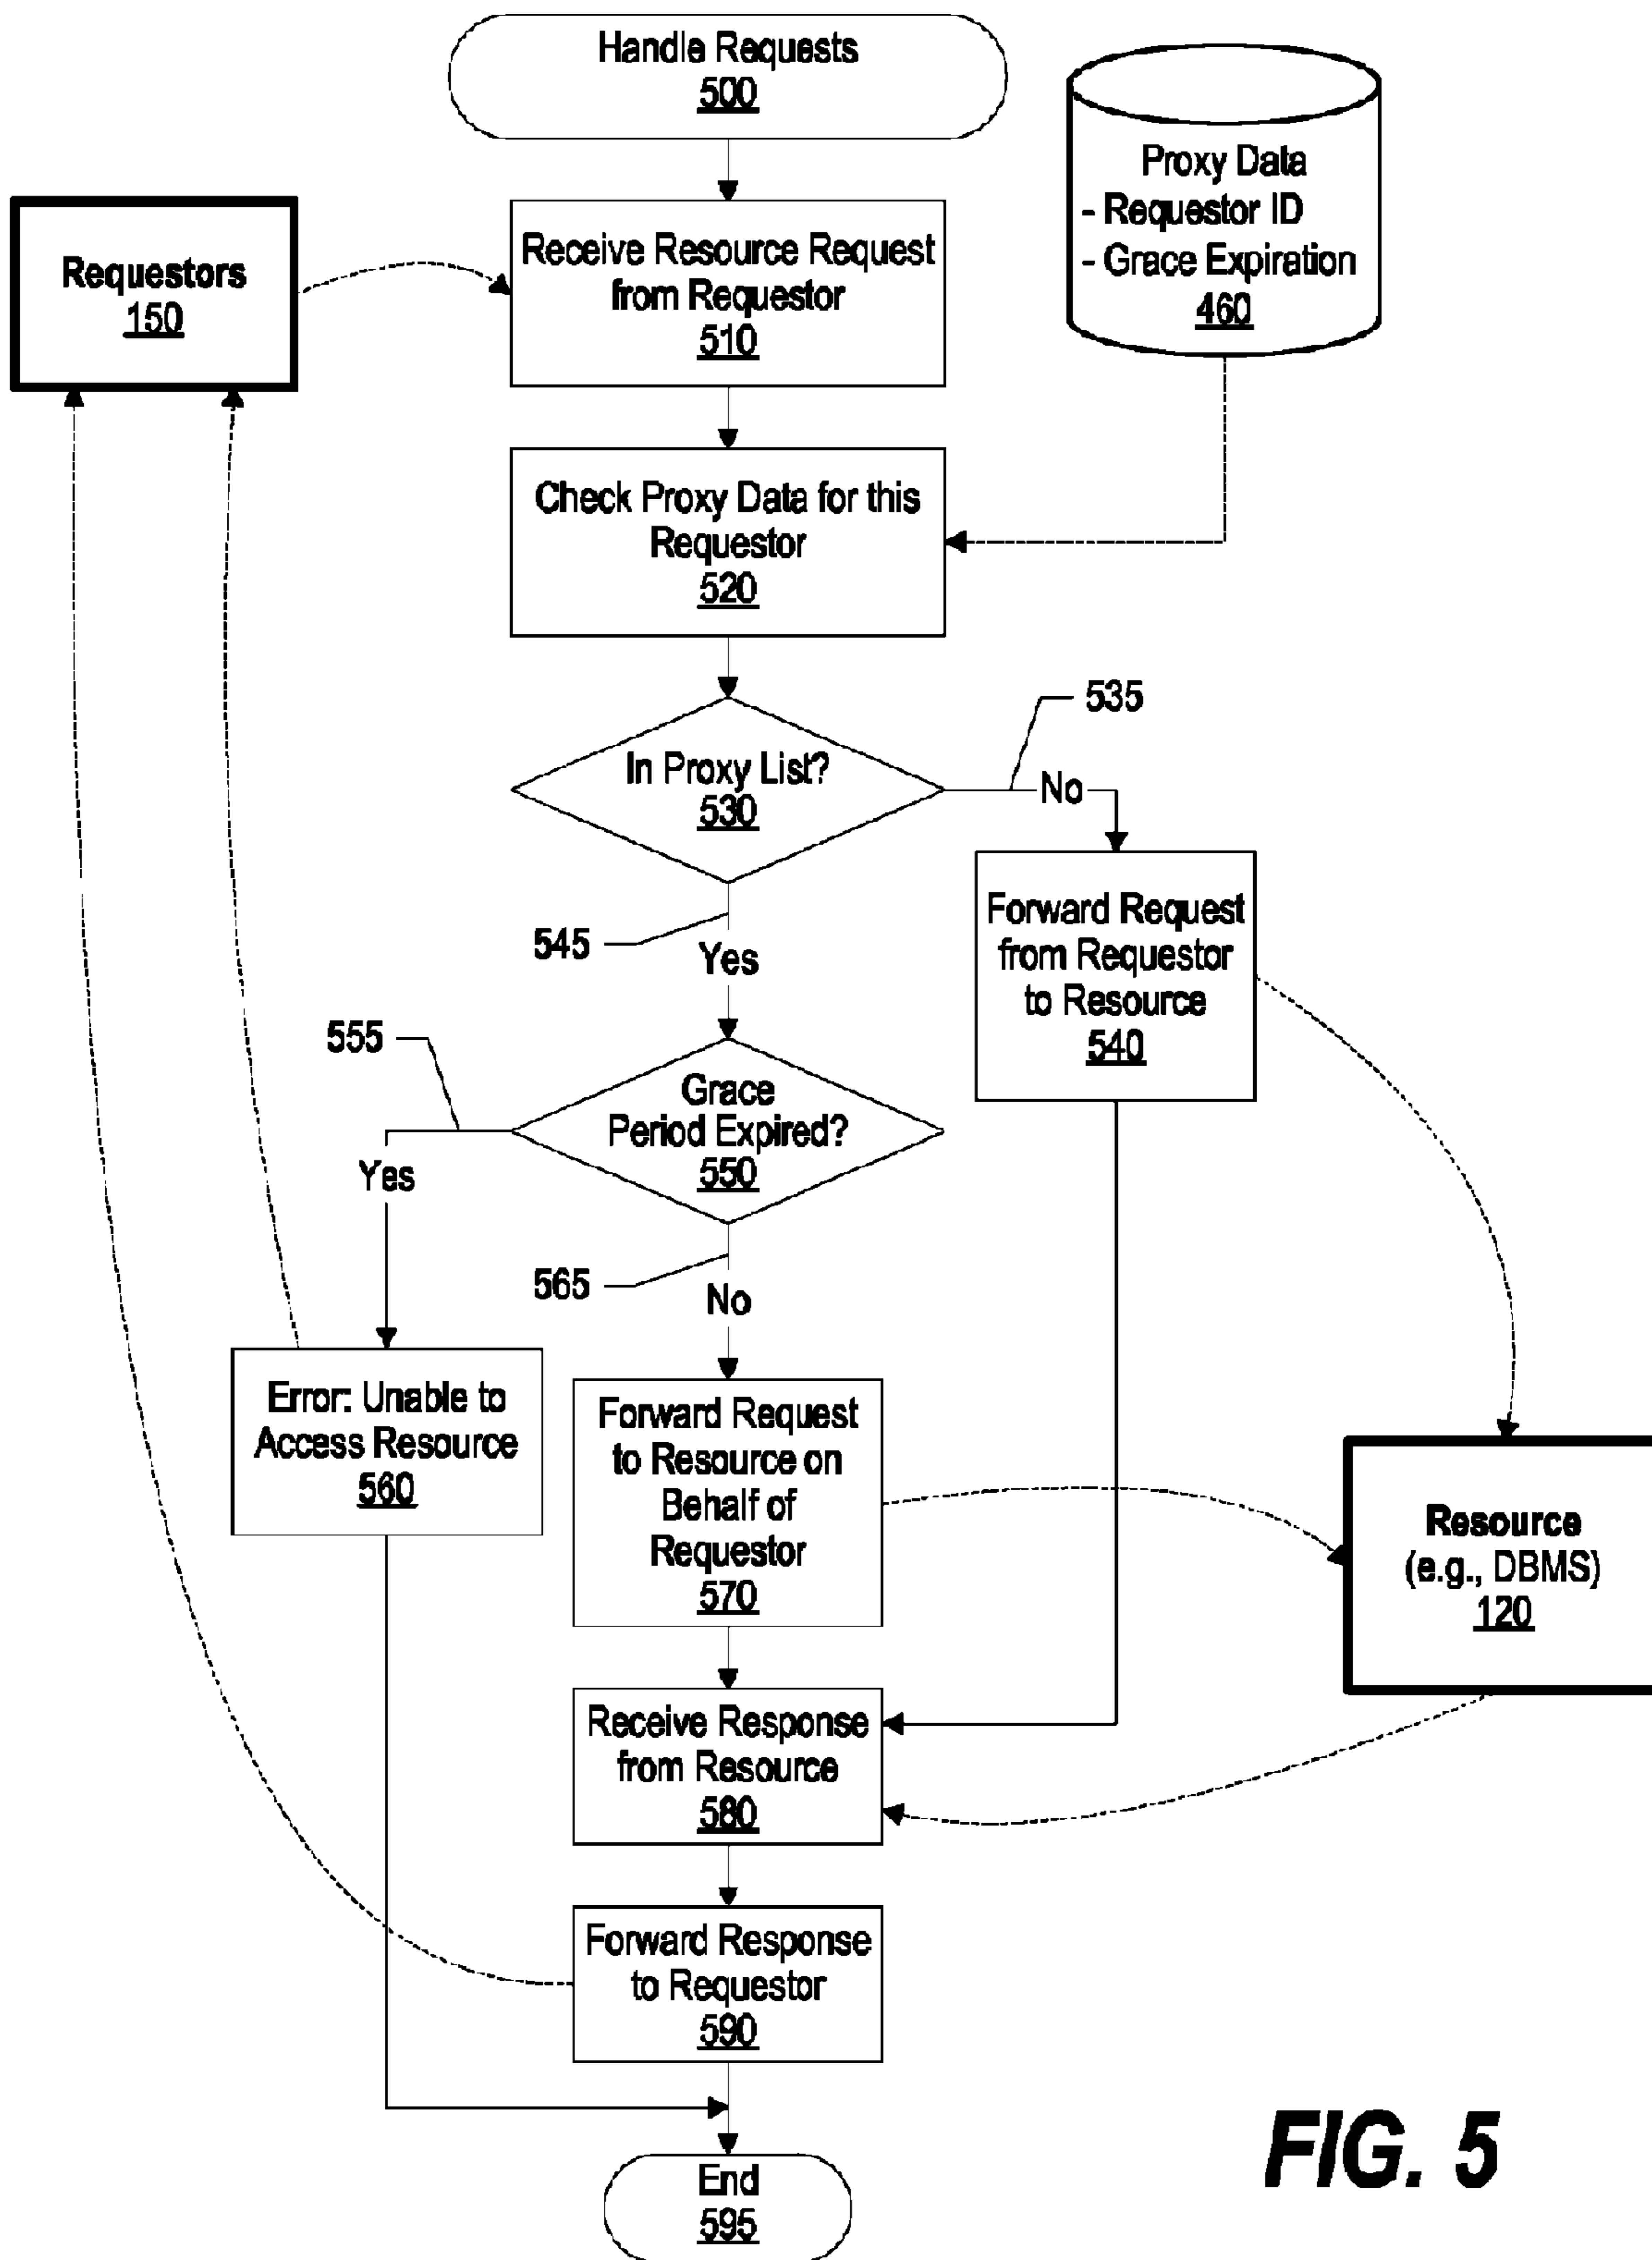 Handle Requests
500
Proxy Data
- Requestor ID
- Grace Expiration
460
Requestors
150
Receive Resource Request
from Requestor
510
Check Proxy Data for this
Requestor
520
535
In Proxy List?
530
No
545
Yes
Forward Request
from Requestor
to Resource
540
555
Grace
Period Expired?
550
Yes
565
No
Error: Unable to
Access Resource
560
Forward Request
to Resource on
Behalf of
Requestor
570
Resource
(e.g., DBMS)
120
Receive Response
from Resource
580
Forward Response
to Requestor
590
End
595
FIG. 5